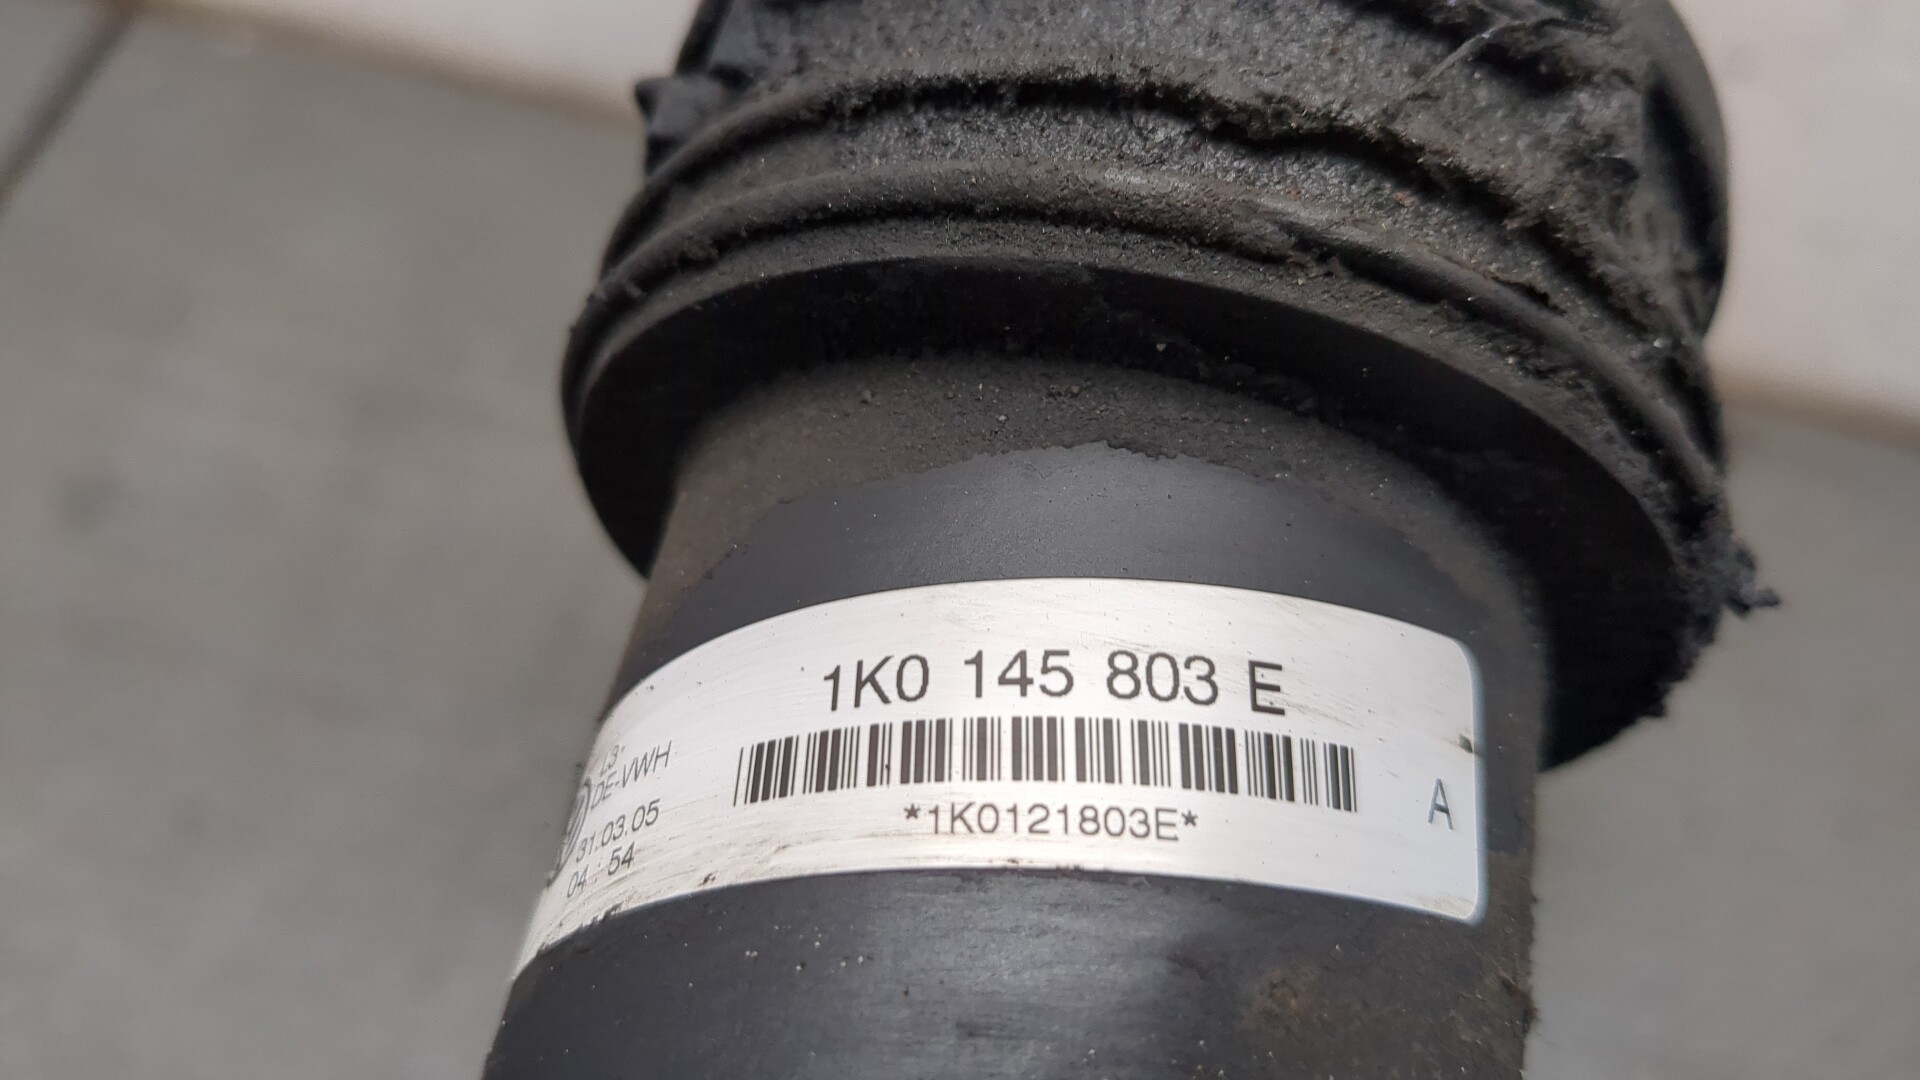 1K0 145 803 E
*1K0121803E*
A
DE-VWH
31.03.05
04 : 54